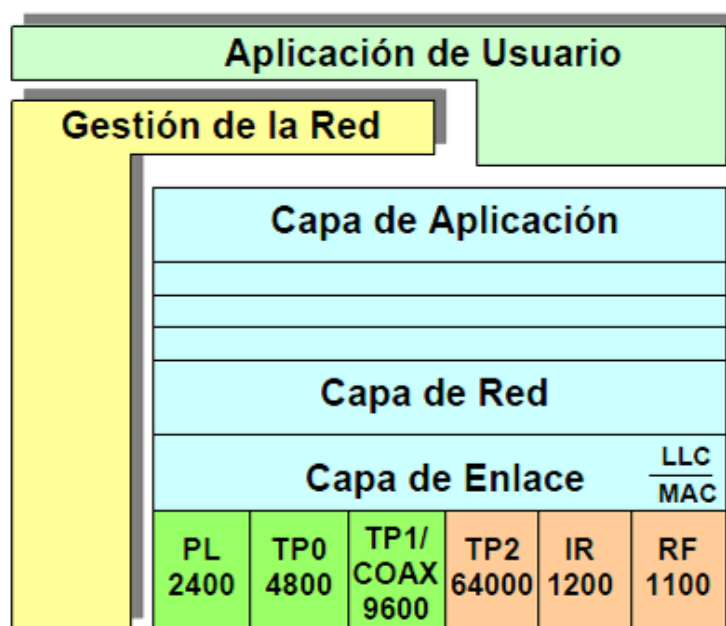 Aplicación de Usuario
Gestión de la Red
Capa de Aplicación
Capa de Red
Capa de Enlace
LLC
MAC
PL
2400
TP0
4800
TP1/
COAX
9600
TP2
64000
IR
1200
RF
1100